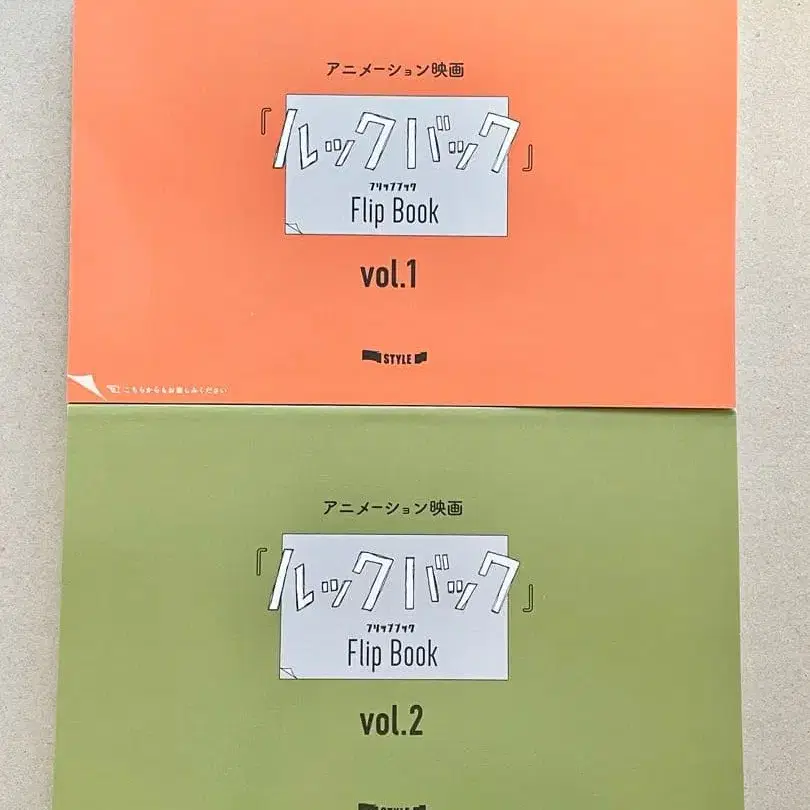 アニメーション映画
『ルックバック』
フリップブック
Flip Book
vol.1
STYLE
こちらからもお楽しみください
アニメーション映画
『ルックバック』
フリップブック
Flip Book
vol.2
STYLE